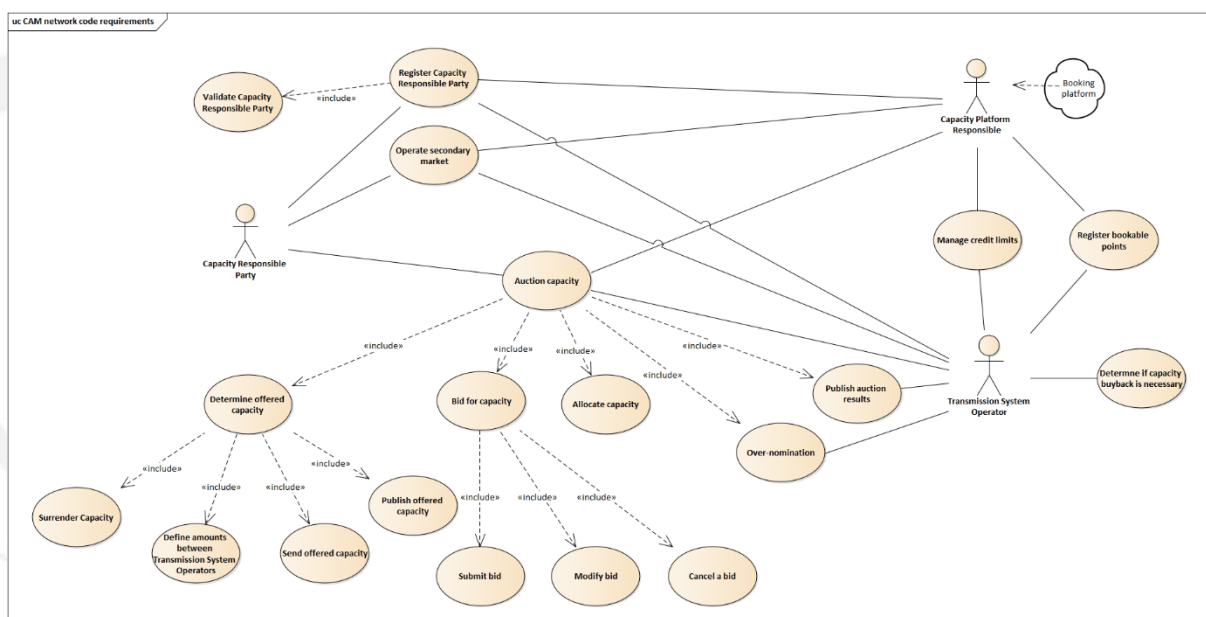 uc CAM network code requirements
Register Capacity
Responsible Party
Validate Capacity
Responsible Party
«include»
Capacity Platform
Responsible
Booking
platform
Operate secondary
market
Capacity Responsible
Party
Manage credit limits
Register bookable
points
Auction capacity
«include»
«include»
«include»
«include»
«include»
Determine offered
capacity
Bid for capacity
Allocate capacity
Publish auction
results
Transmission System
Operator
Determne if capacity
buyback is necessary
Over-nomination
«include»
«include»
«include»
«include»
«include»
«include»
«include»
Surrender Capacity
Define amounts
between
Transmission System
Operators
Send offered capacity
Publish offered
capacity
Submit bid
Modify bid
Cancel a bid